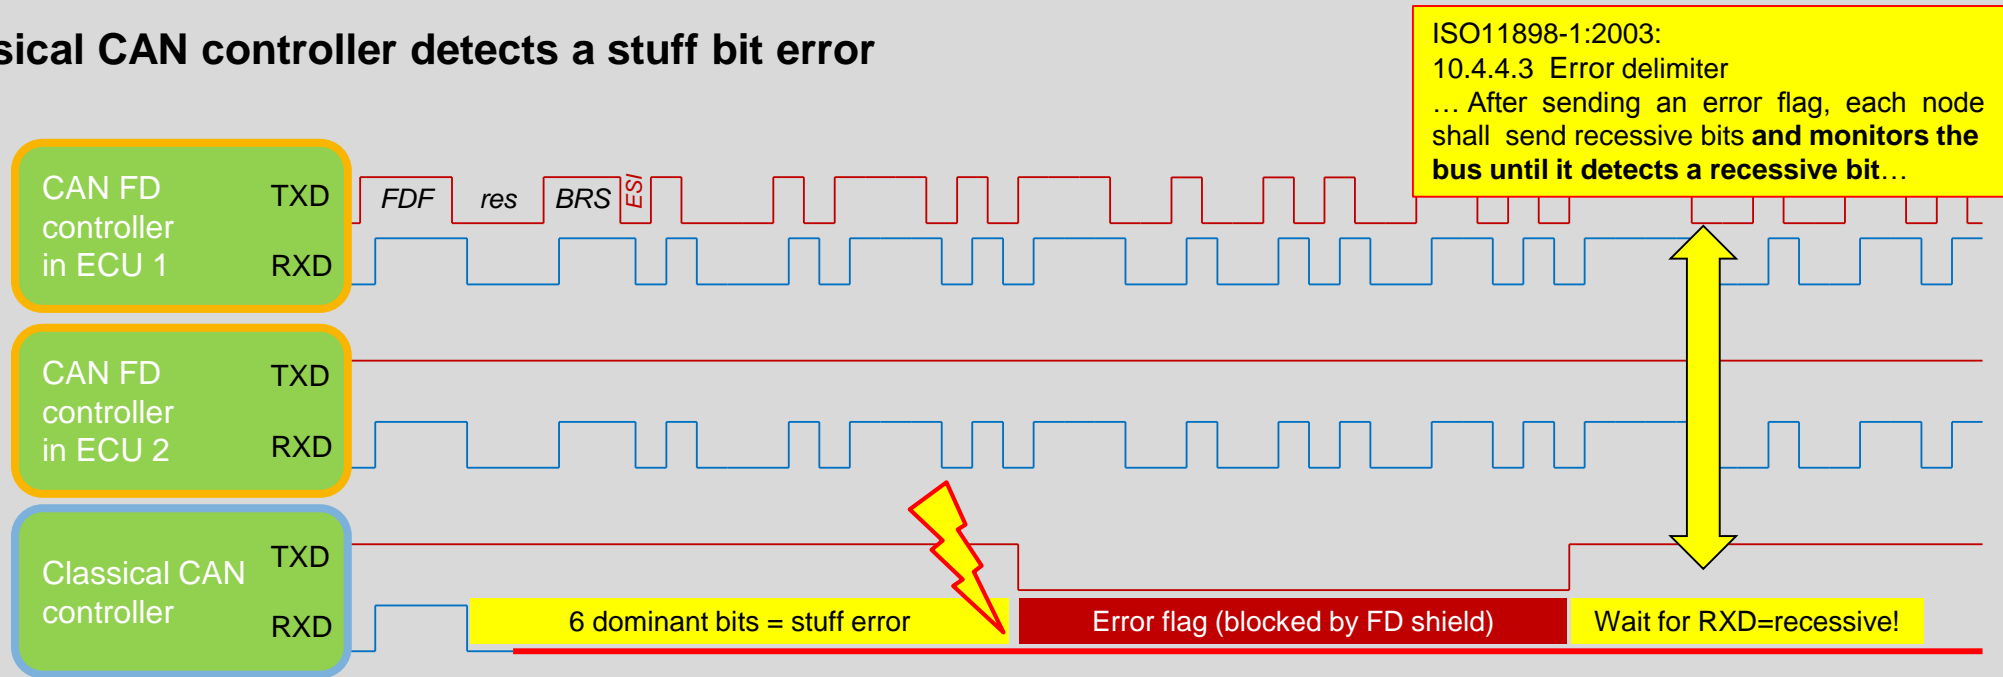 sical CAN controller detects a stuff bit error
ISO11898-1:2003:
10.4.4.3 Error delimiter
… After sending an error flag, each node
shall send recessive bits and monitors the
bus until it detects a recessive bit…
CAN FD
controller
in ECU 1
TXD
RXD
FDF
res
BRS
ESI
CAN FD
controller
in ECU 2
TXD
RXD
Classical CAN
controller
TXD
RXD
6 dominant bits = stuff error
Error flag (blocked by FD shield)
Wait for RXD=recessive!